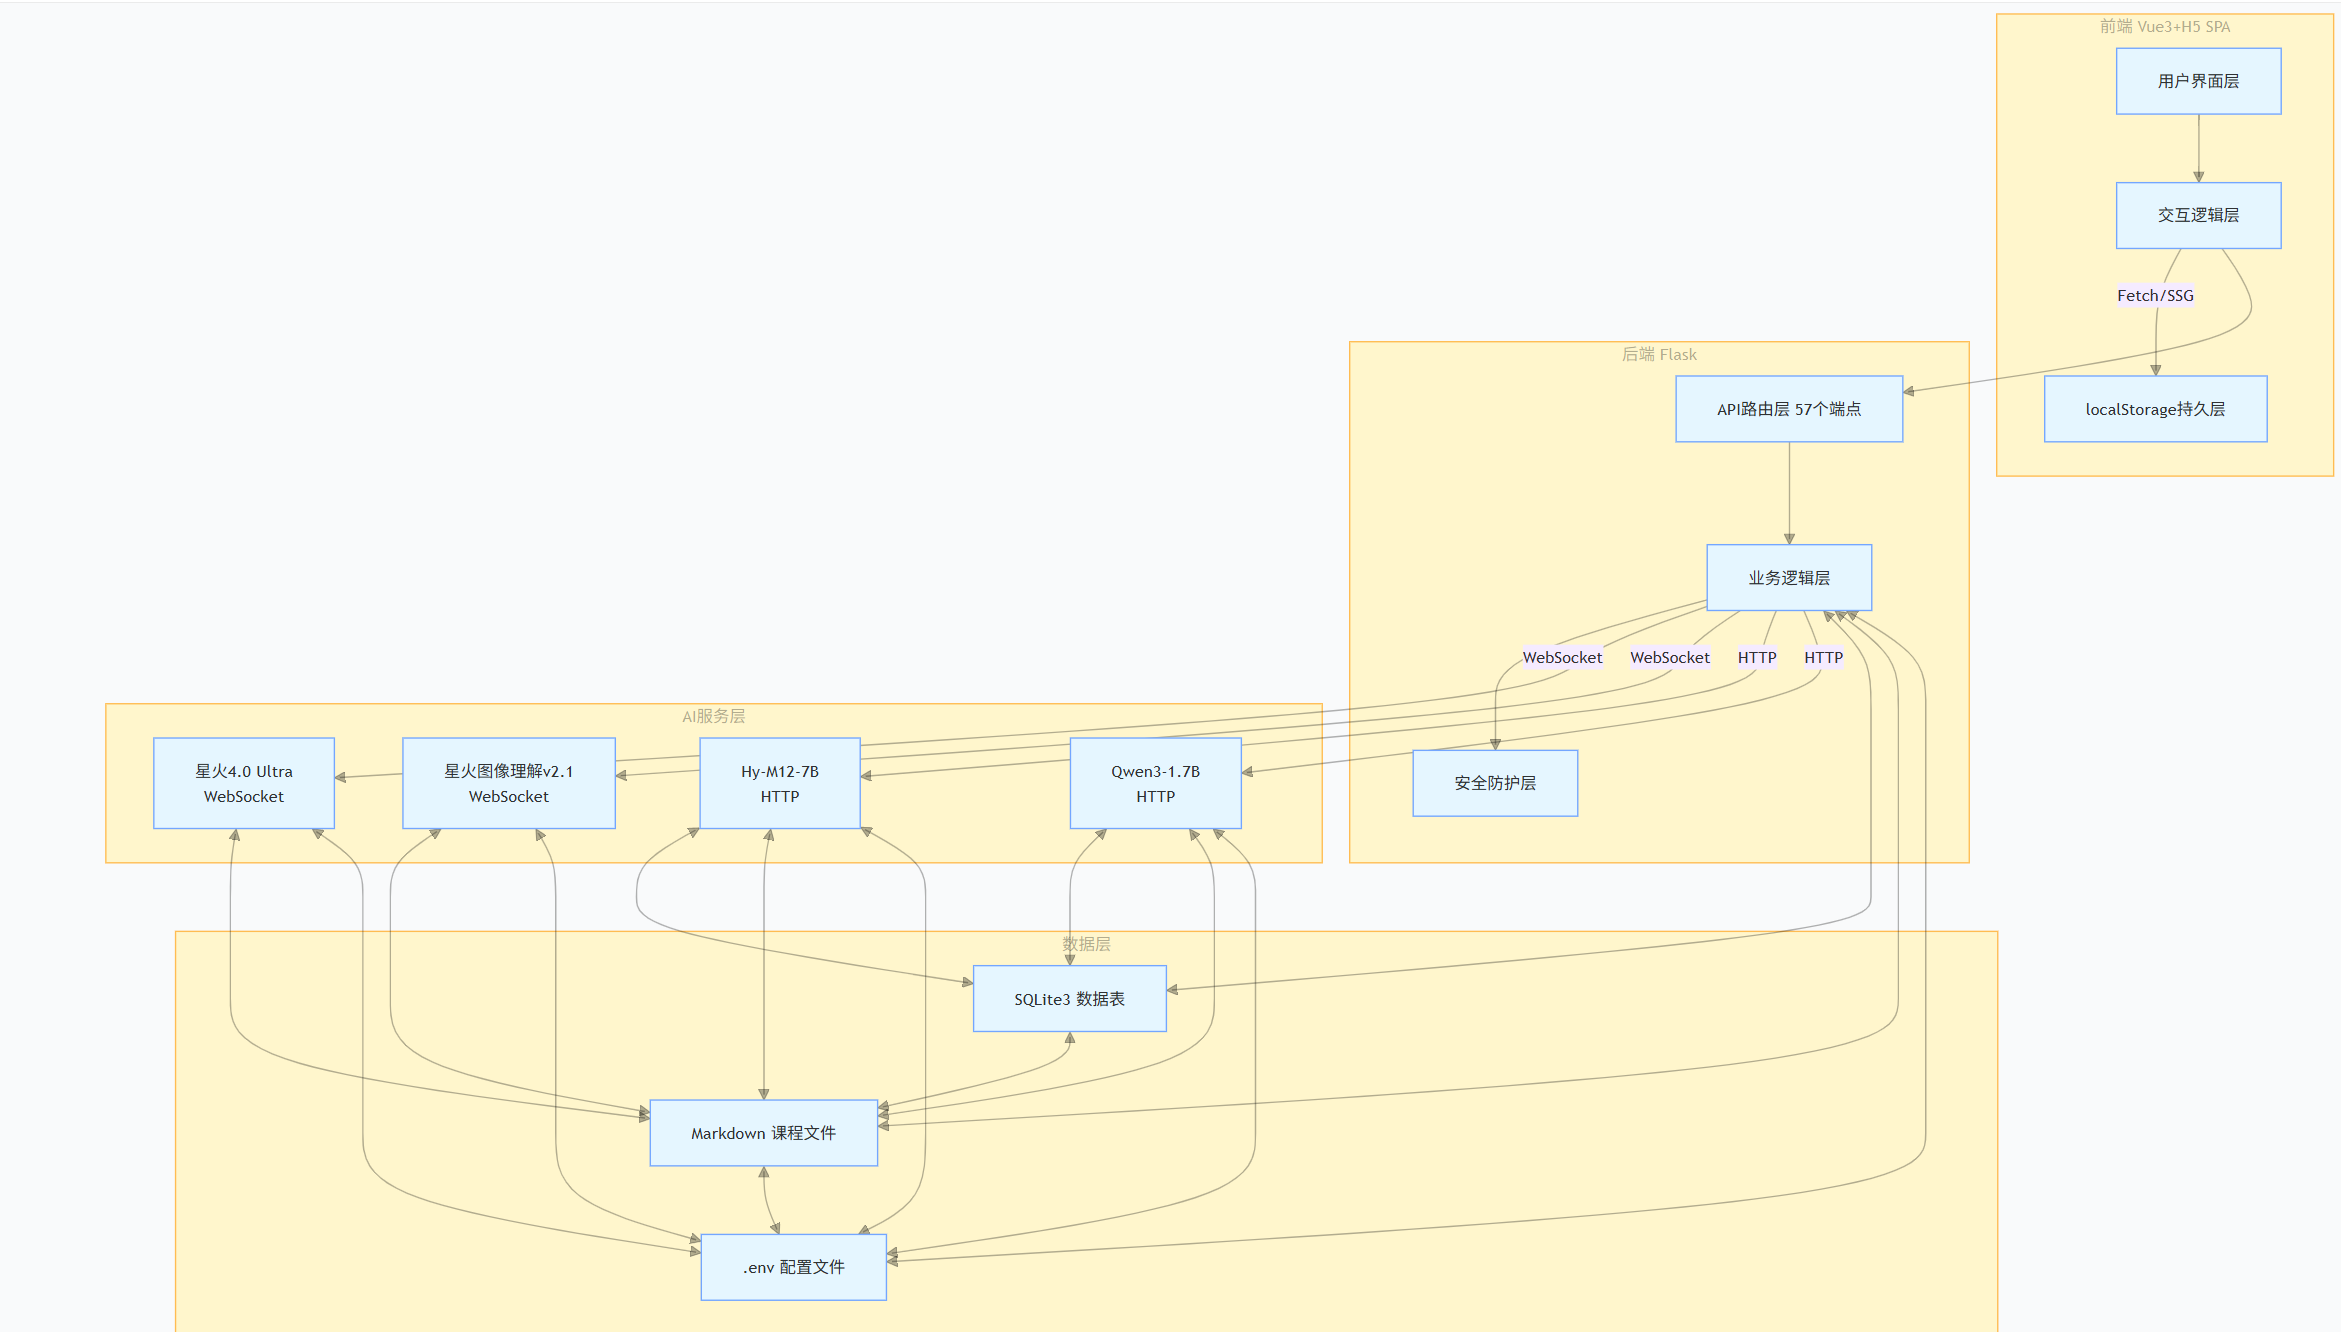 前端 Vue3+H5 SPA
用户界面层
交互逻辑层
Fetch/SSG
localStorage持久层
后端 Flask
API路由层 57个端点
业务逻辑层
WebSocket
WebSocket
HTTP
HTTP
安全防护层
AI服务层
星火4.0 Ultra
WebSocket
星火图像理解v2.1
WebSocket
Hy-M12-7B
HTTP
Qwen3-1.7B
HTTP
数据层
SQLite3 数据表
Markdown 课程文件
.env 配置文件